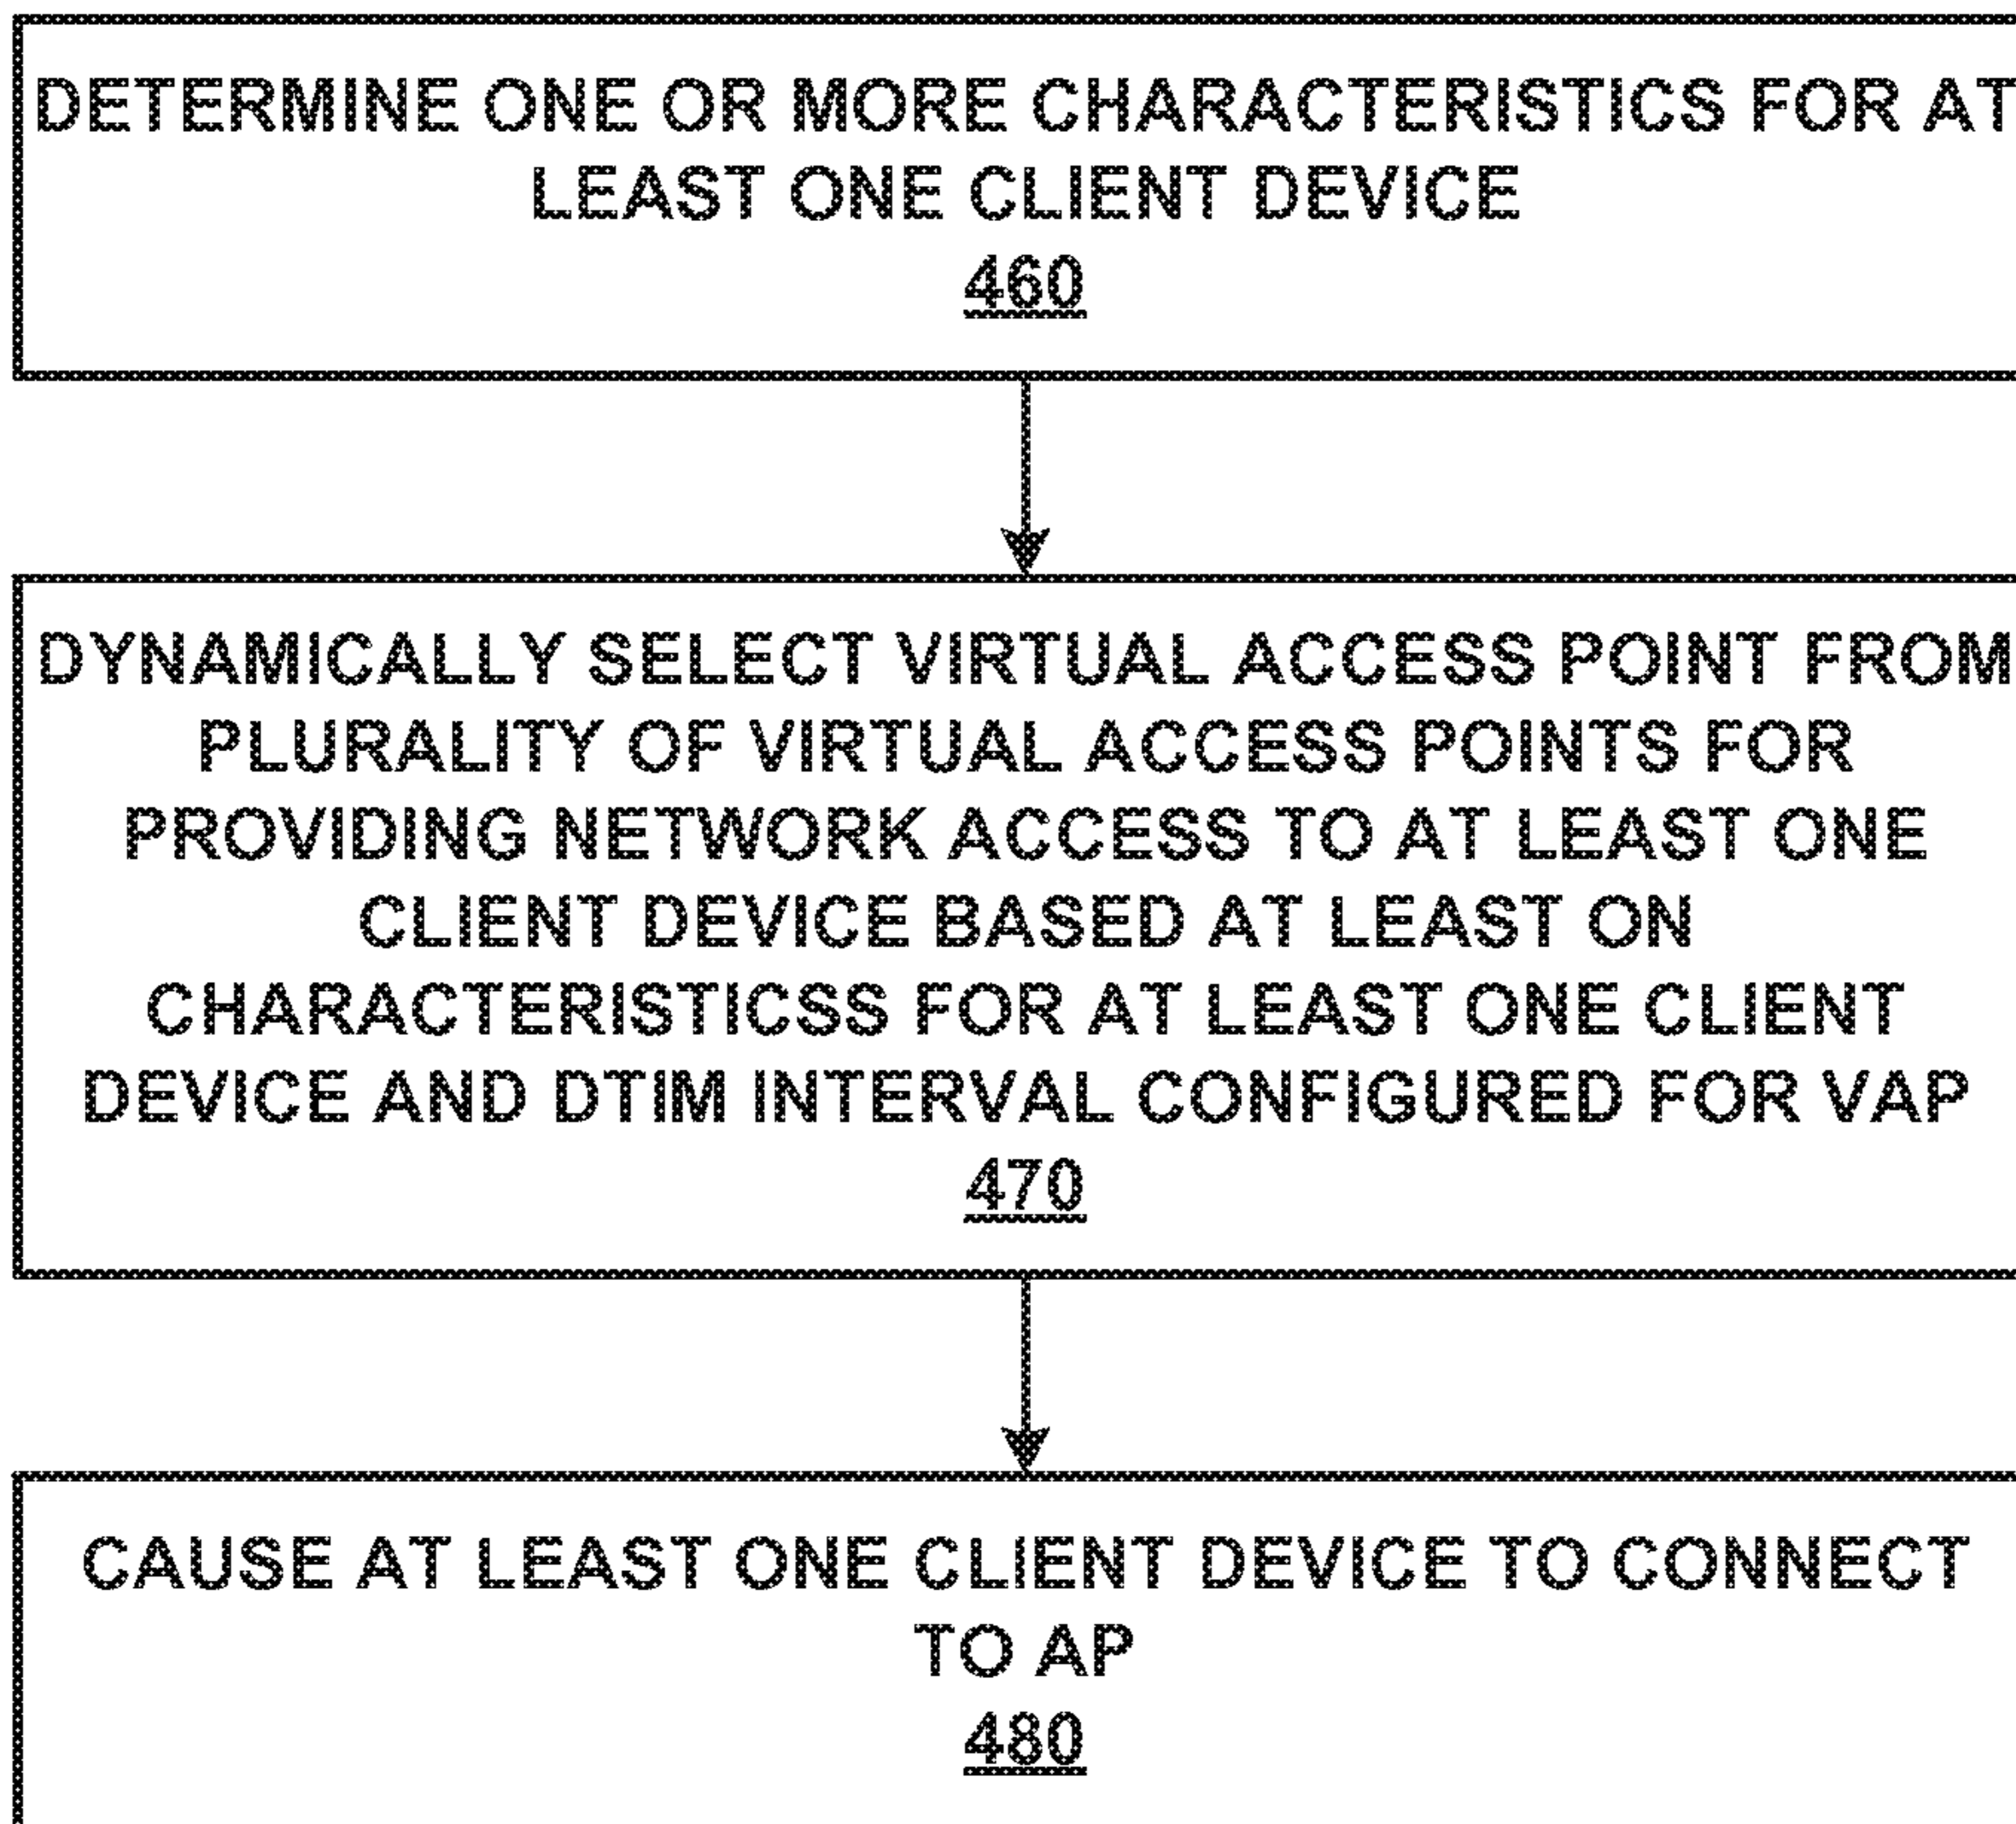 DETERMINE ONE OR MORE CHARACTERISTICS FOR AT
LEAST ONE CLIENT DEVICE
460
DYNAMICALLY SELECT VIRTUAL ACCESS POINT FROM
PLURALITY OF VIRTUAL ACCESS POINTS FOR
PROVIDING NETWORK ACCESS TO AT LEAST ONE
CLIENT DEVICE BASED AT LEAST ON
CHARACTERISTICSS FOR AT LEAST ONE CLIENT
DEVICE AND DTIM INTERVAL CONFIGURED FOR VAP
470
CAUSE AT LEAST ONE CLIENT DEVICE TO CONNECT
TO AP
480